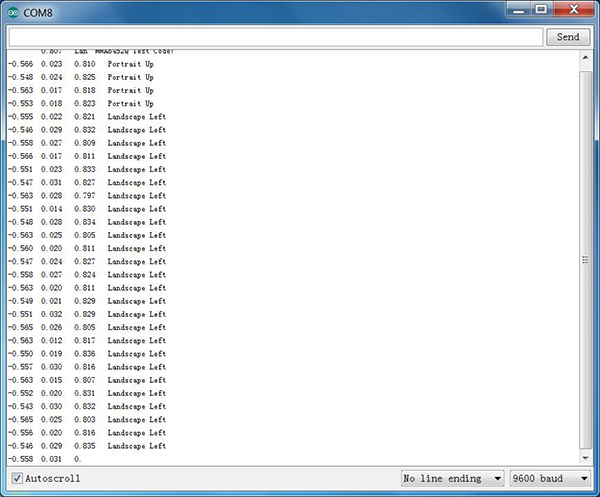 COM8
Send
0.807 Lan MMA8452Q Test Code!
-0.566 0.023 0.810 Portrait Up
-0.548 0.024 0.825 Portrait Up
-0.563 0.017 0.818 Portrait Up
-0.553 0.018 0.823 Portrait Up
-0.555 0.022 0.821 Landscape Left
-0.546 0.029 0.832 Landscape Left
-0.558 0.027 0.809 Landscape Left
-0.566 0.017 0.811 Landscape Left
-0.551 0.023 0.833 Landscape Left
-0.547 0.031 0.827 Landscape Left
-0.563 0.028 0.797 Landscape Left
-0.551 0.014 0.830 Landscape Left
-0.548 0.028 0.834 Landscape Left
-0.563 0.025 0.805 Landscape Left
-0.560 0.020 0.811 Landscape Left
-0.547 0.024 0.827 Landscape Left
-0.558 0.027 0.824 Landscape Left
-0.563 0.020 0.811 Landscape Left
-0.549 0.021 0.829 Landscape Left
-0.551 0.032 0.829 Landscape Left
-0.565 0.026 0.805 Landscape Left
-0.563 0.012 0.817 Landscape Left
-0.550 0.019 0.836 Landscape Left
-0.557 0.030 0.816 Landscape Left
-0.563 0.015 0.807 Landscape Left
-0.552 0.020 0.831 Landscape Left
-0.543 0.030 0.832 Landscape Left
-0.565 0.025 0.803 Landscape Left
-0.556 0.020 0.816 Landscape Left
-0.546 0.029 0.835 Landscape Left
-0.558 0.031 0.
Autoscroll No line ending 9600 baud